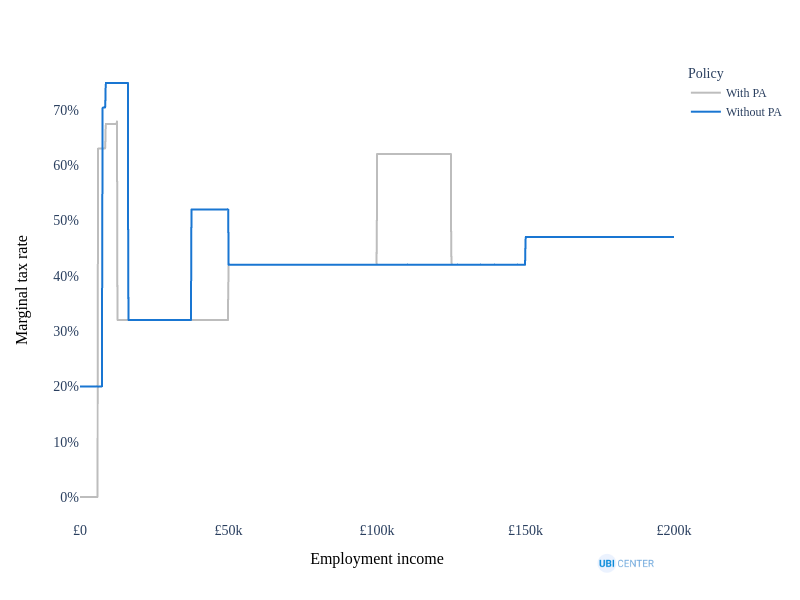 Policy
With PA
Without PA
70%
60%
50%
40%
30%
20%
10%
0%
Marginal tax rate
£0
£50k
£100k
£150k
£200k
Employment income
UBI CENTER